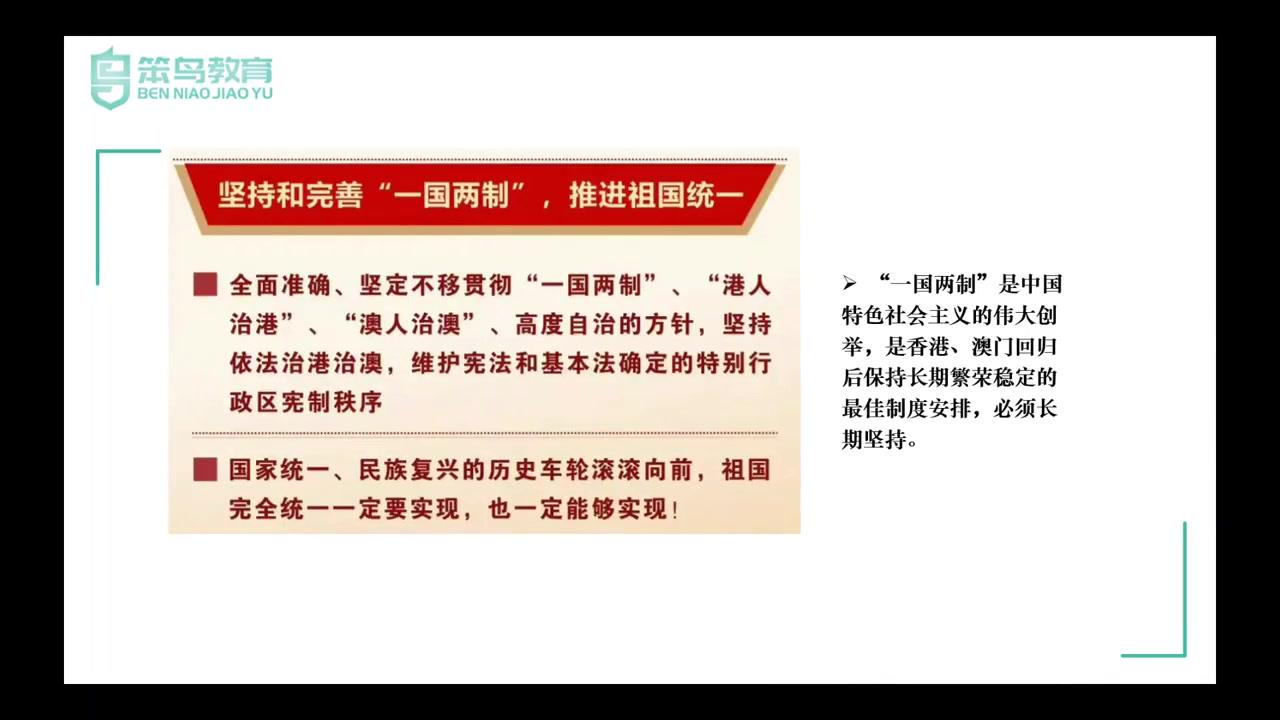 笨鸟教育
BEN NIAO JIAO YU
坚持和完善“一国两制”，推进祖国统一
全面准确、坚定不移贯彻“一国两制”、“港人
治港”、“澳人治澳”、高度自治的方针，坚持
依法治港治澳，维护宪法和基本法确定的特别行
政区宪制秩序
国家统一、民族复兴的历史车轮滚滚向前，祖国
完全统一一定要实现，也一定能够实现！
“一国两制”是中国
特色社会主义的伟大创
举，是香港、澳门回归
后保持长期繁荣稳定的
最佳制度安排，必须长
期坚持。